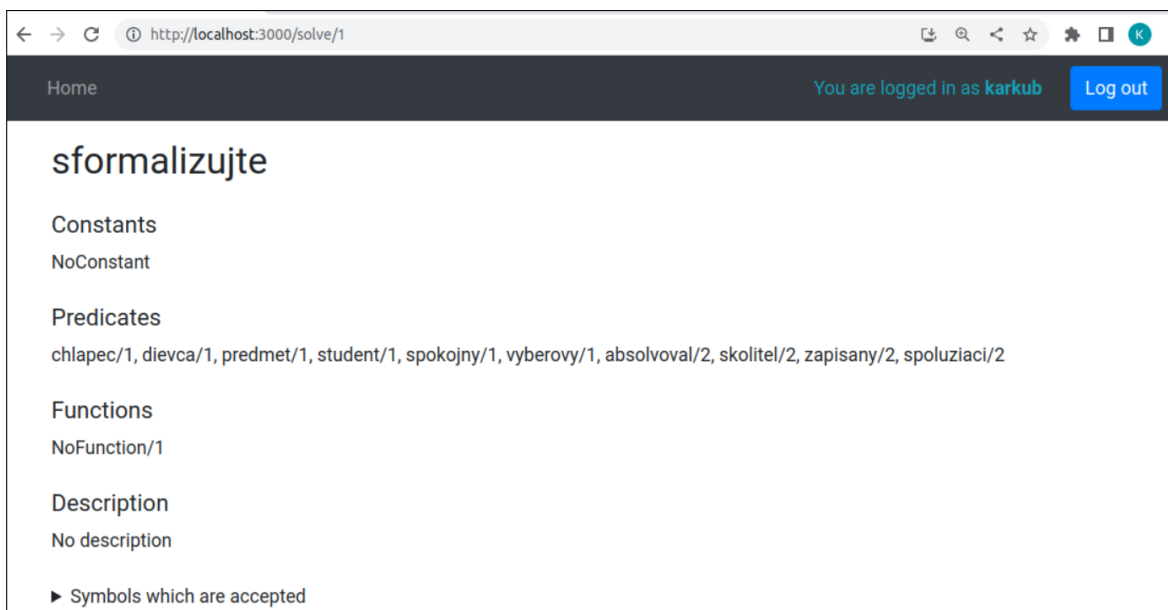 http://localhost:3000/solve/1
K
Home
You are logged in as karkub
Log out
sformalizujte
Constants
NoConstant
Predicates
chlapec/1, dievca/1, predmet/1, student/1, spokojny/1, vyberovy/1, absolvoval/2, skolitel/2, zapisany/2, spoluziaci/2
Functions
NoFunction/1
Description
No description
Symbols which are accepted